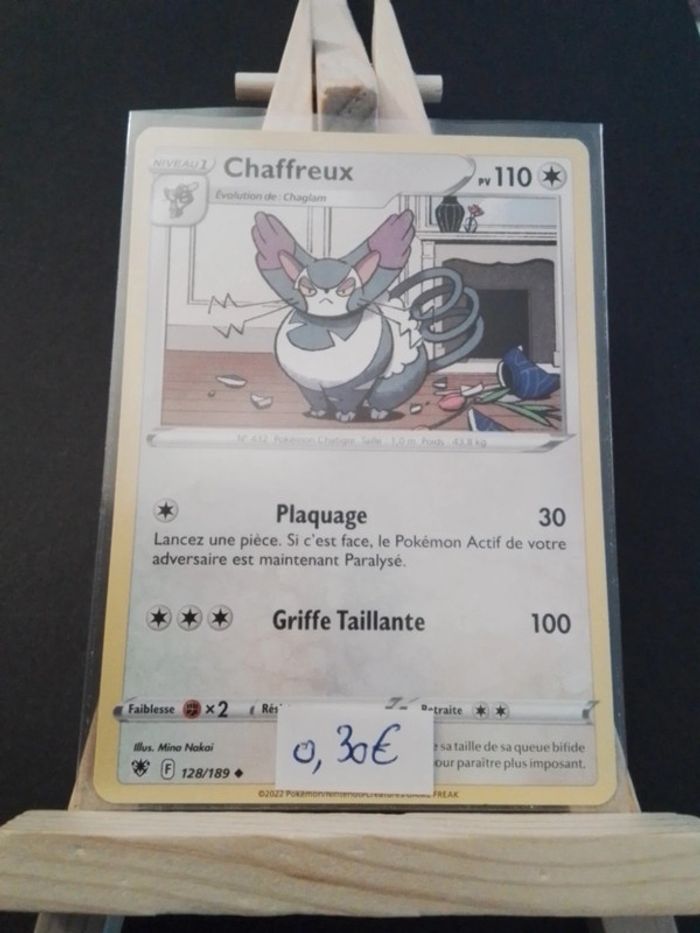 NIVEAU 1 Chaffreux PV 110
Évolution de : Chaglam
N° 432 Pokémon Chatigre Taille : 1,0 m Poids : 43,8 kg
Plaquage 30
Lancez une pièce. Si c'est face, le Pokémon Actif de votre
adversaire est maintenant Paralysé.
Griffe Taillante 100
Faiblesse ×2 Rési Retraite
0,30€
Illus. Mina Nakai
sa taille de sa queue bifide
our paraître plus imposant.
F 128/189
©2022 Pokémon/Nintendo/Creatures/GAME FREAK